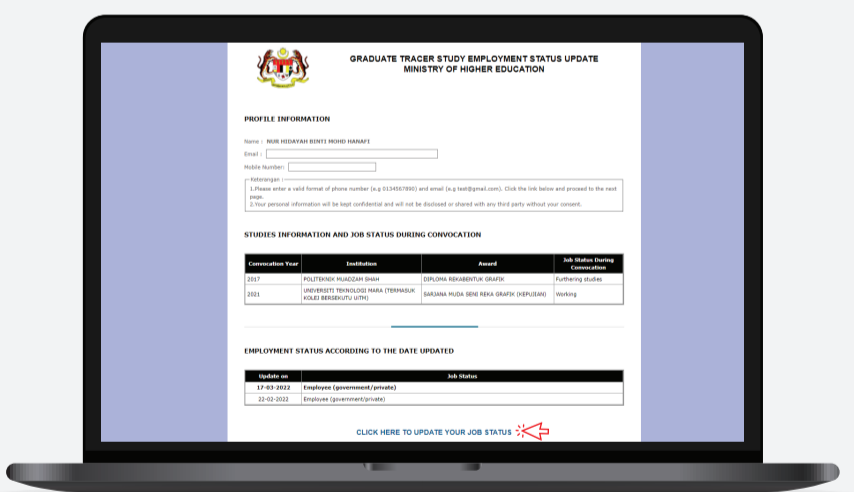 GRADUATE TRACER STUDY EMPLOYMENT STATUS UPDATE
MINISTRY OF HIGHER EDUCATION
PROFILE INFORMATION
Name : NUR HIDAYAH BINTI MOHD HANAFI
Email :
Mobile Number:
Keterangan :
1.Please enter a valid format of phone number (e.g 0134567890) and email (e.g test@gmail.com). Click the link below and proceed to the next
page.
2.Your personal information will be kept confidential and will not be disclosed or shared with any third party without your consent.
STUDIES INFORMATION AND JOB STATUS DURING CONVOCATION
Convocation Year Institution Award Job Status During Convocation
2017 POLITEKNIK MUADZAM SHAH DIPLOMA REKABENTUK GRAFIK Furthering studies
2021 UNIVERSITI TEKNOLOGI MARA (TERMASUK KOLEJ BERSEKUTU UiTM) SARJANA MUDA SENI REKA GRAFIK (KEPUJIAN) Working
EMPLOYMENT STATUS ACCORDING TO THE DATE UPDATED
Update on Job Status
17-03-2022 Employee (government/private)
22-02-2022 Employee (government/private)
CLICK HERE TO UPDATE YOUR JOB STATUS